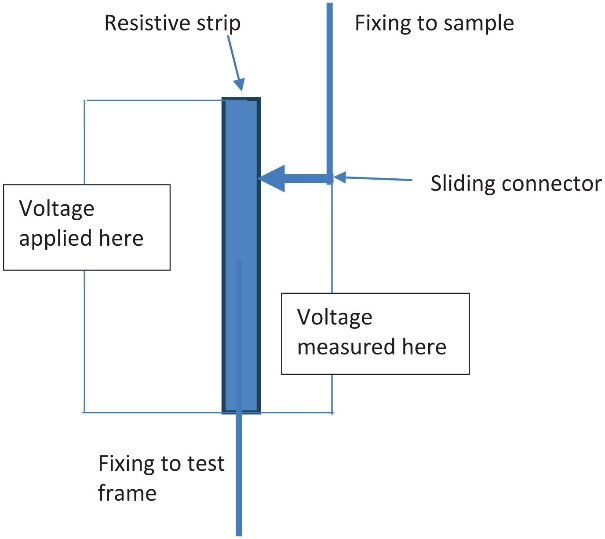 Resistive strip
Fixing to sample
Sliding connector
Voltage
applied here
Voltage
measured here
Fixing to test
frame